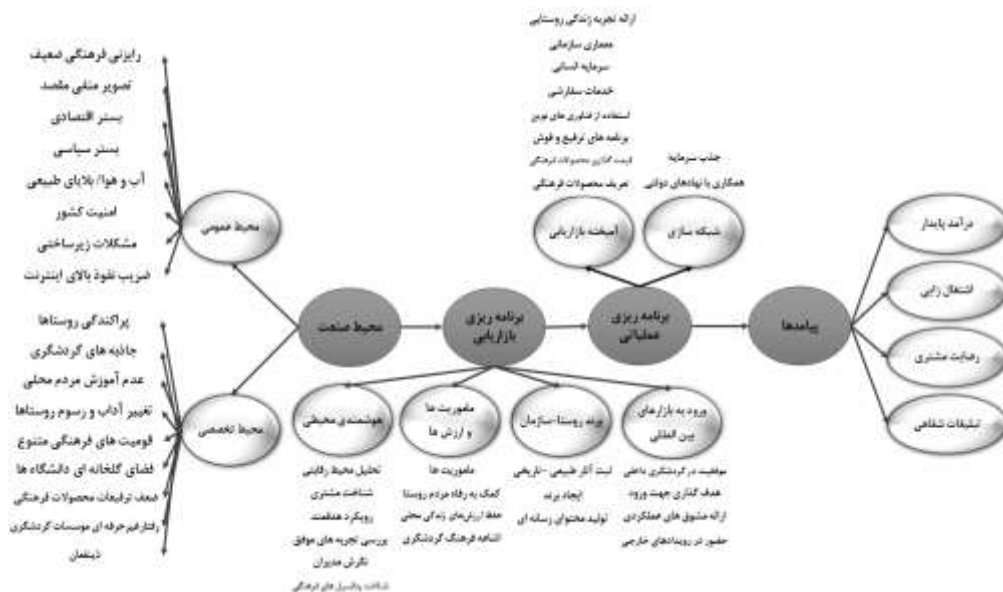 ارائه تجربه زندگی روستایی
معماری سازمانی
سرمایه انسانی
خدمات سفارشی
استفاده از فناوری های نوین
برنامه های ترفیع و فروش
قیمت گذاری محصولات فرهنگی
تعریف محصولات فرهنگی
جذب سرمایه
همکاری با نهادهای دولتی
آمیخته بازاریابی
شبکه سازی
رایزنی فرهنگی ضعیف
تصویر منفی مقصد
بستر اقتصادی
بستر سیاسی
آب و هوا/ بلایای طبیعی
امنیت کشور
مشکلات زیرساختی
ضریب نفوذ بالای اینترنت
محیط عمومی
پراکندگی روستاها
جاذبه های گردشگری
عدم آموزش مردم محلی
تغییر آداب و رسوم روستاها
قومیت های فرهنگی متنوع
فضای گلخانه ای دانشگاه ها
ضعف ترفیعات محصولات فرهنگی
رفتار غیر حرفه ای موسسات گردشگری
ذینفعان
محیط تخصصی
محیط صنعت
برنامه ریزی
بازاریابی
برنامه ریزی
عملیاتی
پیامدها
درآمد پایدار
اشتغال زایی
رضایت مشتری
تبلیغات شفاهی
هوشمندی محیطی
تحلیل محیط رقابتی
شناخت مشتری
رویکرد هدفمند
بررسی تجربه های موفق
نگرش مدیران
شناخت پتانسیل های فرهنگی
ماموریت ها
و ارزش ها
ماموریت ها
کمک به رفاه مردم روستا
حفظ ارزش‌های زندگی محلی
اشاعه فرهنگ گردشگری
برند روستا-سازمان
ثبت آثار طبیعی -تاریخی
ایجاد برند
تولید محتوای رسانه ای
ورود به بازارهای
بین المللی
موفقیت در گردشگری داخلی
هدف گذاری جهت ورود
ارائه مشوق های عملکردی
حضور در رویدادهای خارجی